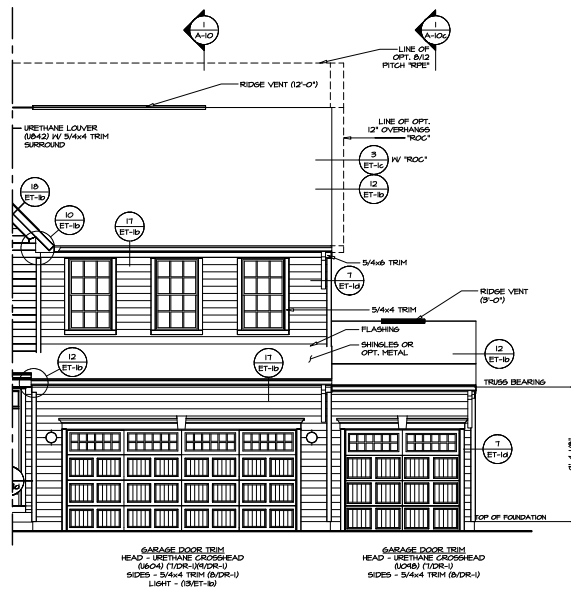 1
A-10
1
A-10c
LINE OF
OPT. 8/12
PITCH "RPE"
RIDGE VENT (12'-0")
URETHANE LOUVER
(U842) W/ 5/4x4 TRIM
SURROUND
LINE OF OPT.
12" OVERHANGS
"ROC"
3
ET-1c
W/ "ROC"
12
ET-1b
18
ET-1b
10
ET-1b
17
ET-1b
5/4x6 TRIM
7
ET-1d
RIDGE VENT
(3'-0")
5/4x4 TRIM
FLASHING
SHINGLES OR
OPT. METAL
12
ET-1b
12
ET-1b
17
ET-1b
TRUSS BEARING
7
ET-1d
TOP OF FOUNDATION
GARAGE DOOR TRIM
HEAD - URETHANE CROSSHEAD
(U604) (7/DR-1)(9/DR-1)
SIDES - 5/4x4 TRIM (8/DR-1)
LIGHT - (13/ET-1b)
GARAGE DOOR TRIM
HEAD - URETHANE CROSSHEAD
(U098) (7/DR-1)
SIDES - 5/4x4 TRIM (8/DR-1)